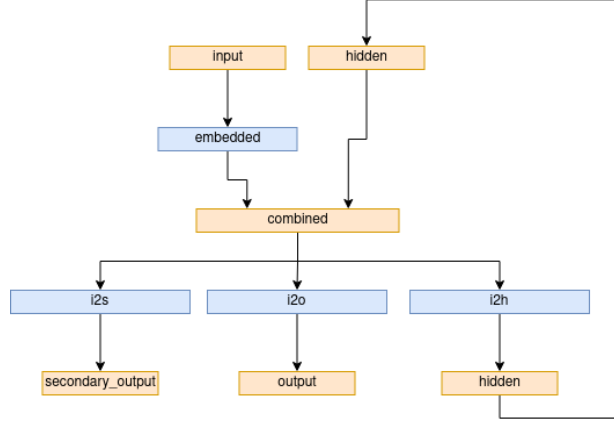 input
hidden
embedded
combined
i2s
i2o
i2h
secondary_output
output
hidden